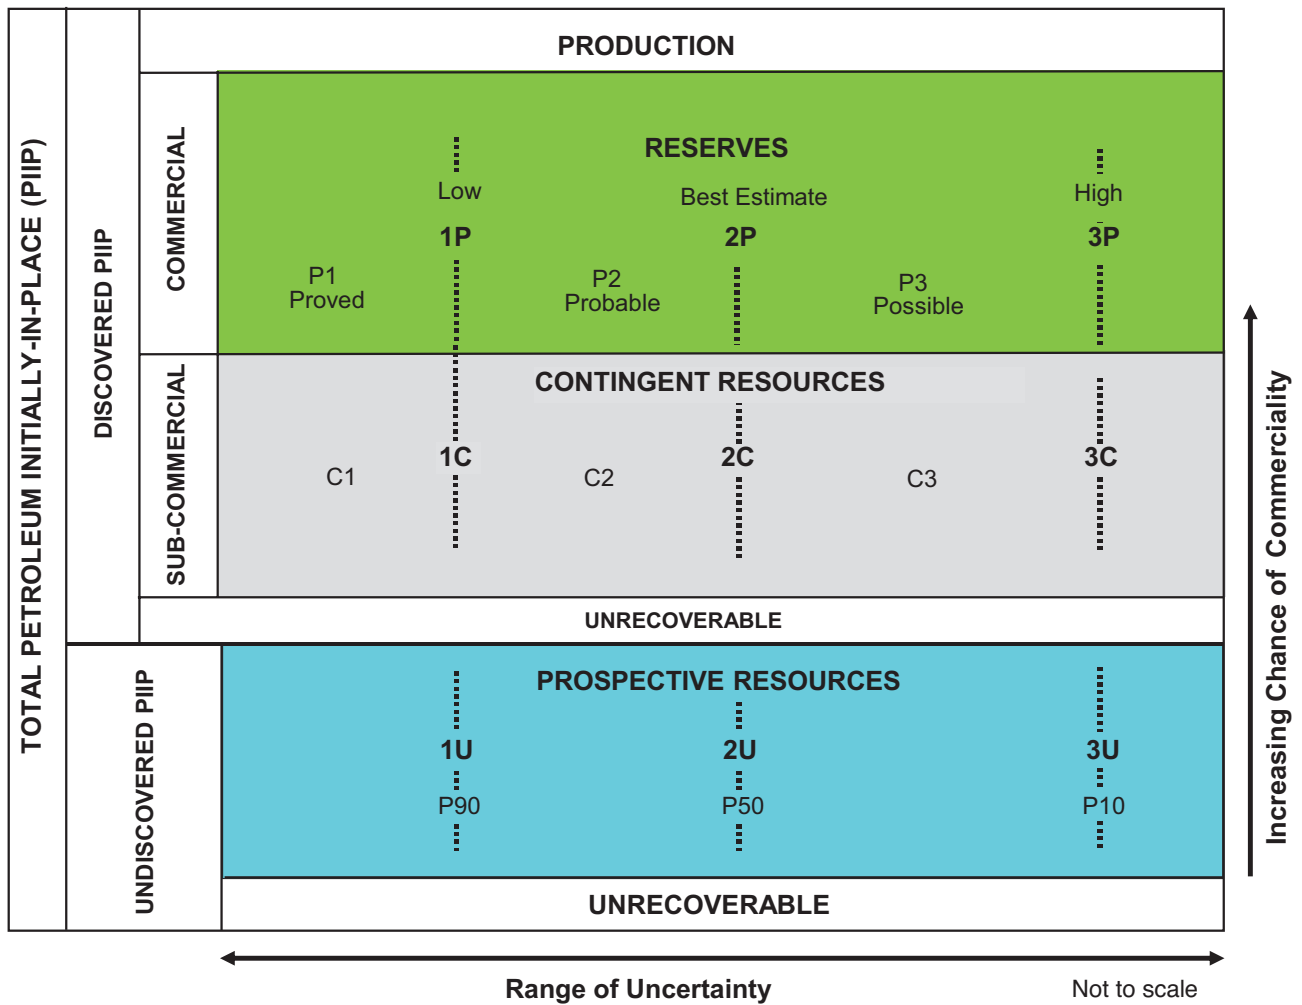 TOTAL PETROLEUM INITIALLY-IN-PLACE (PIIP)
DISCOVERED PIIP
UNDISCOVERED PIIP
COMMERCIAL
SUB-COMMERCIAL
PRODUCTION
RESERVES
Low
Best Estimate
High
1P
2P
3P
P1
Proved
P2
Probable
P3
Possible
CONTINGENT RESOURCES
1C
2C
3C
C1
C2
C3
UNRECOVERABLE
PROSPECTIVE RESOURCES
1U
2U
3U
P90
P50
P10
UNRECOVERABLE
Increasing Chance of Commerciality
Range of Uncertainty
Not to scale